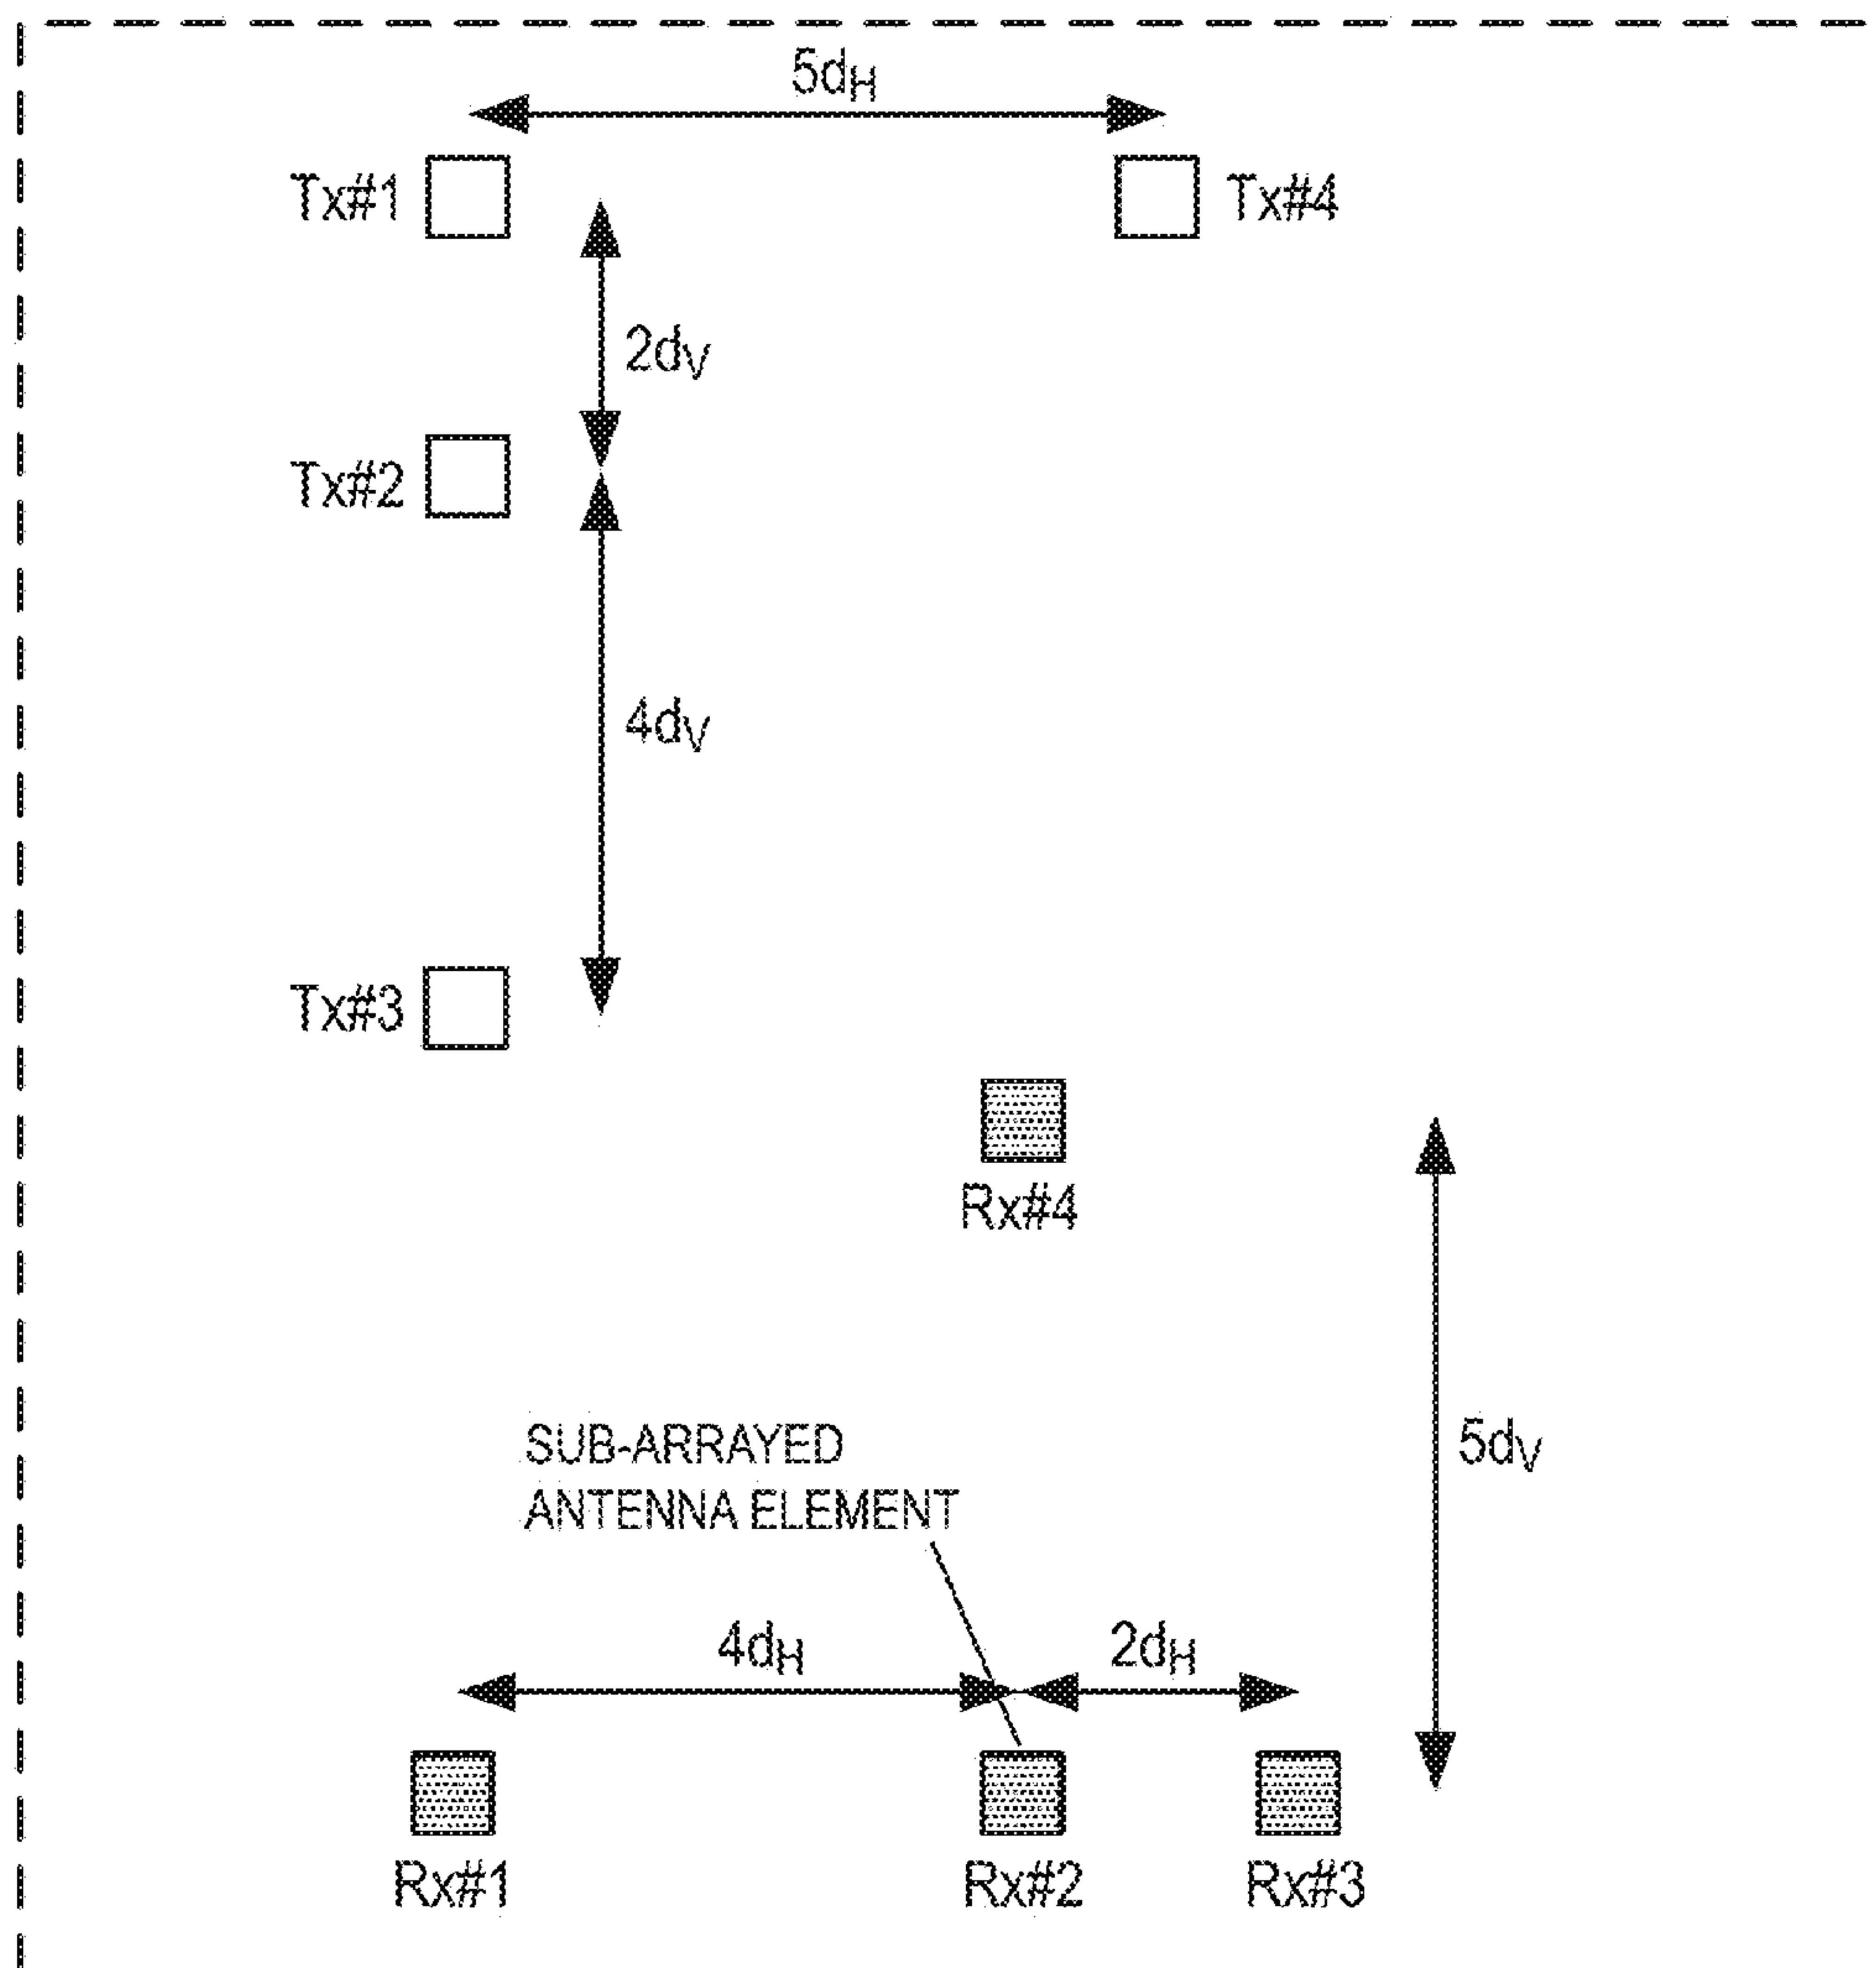 5dH
Tx#1
Tx#4
2dV
Tx#2
4dV
Tx#3
Rx#4
SUB-ARRAYED
ANTENNA ELEMENT
5dV
4dH
2dH
Rx#1
Rx#2
Rx#3